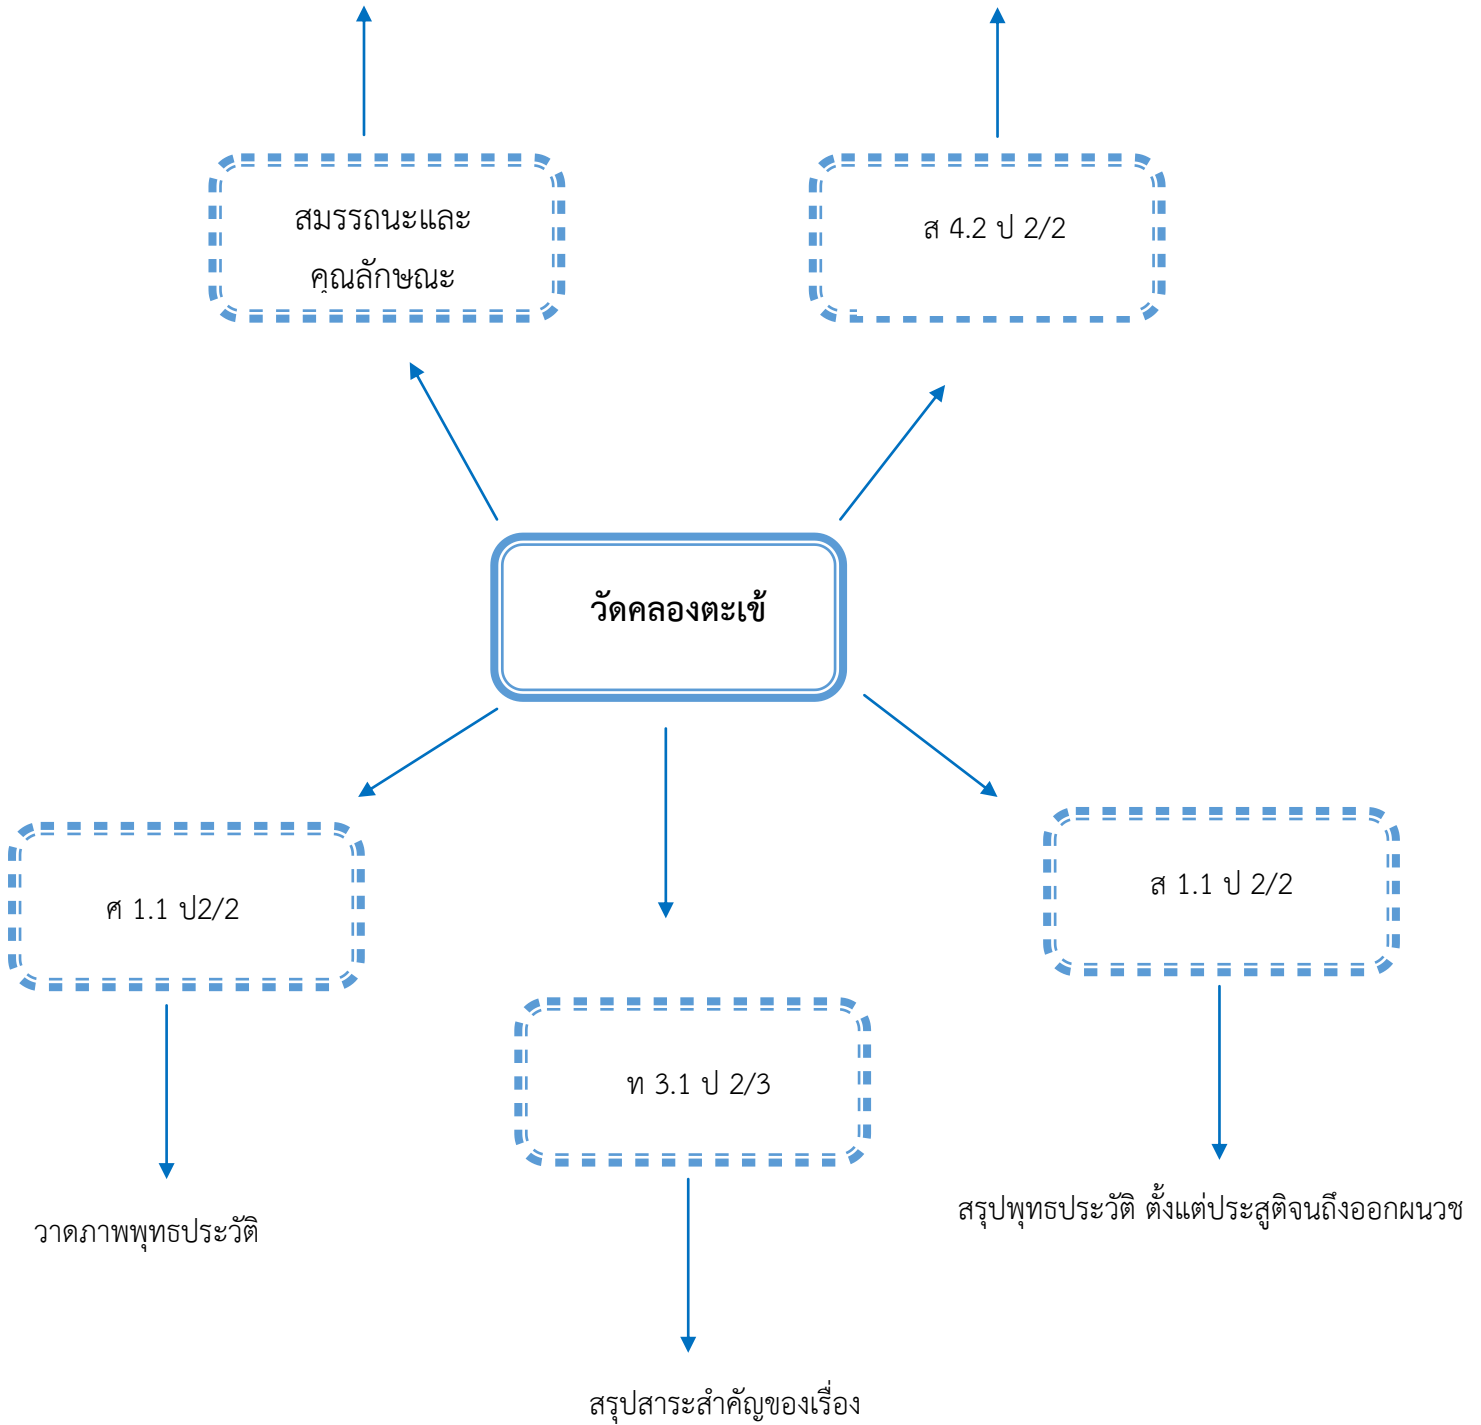 สมรรถนะและ
คุณลักษณะ
ส 4.2 ป 2/2
วัดคลองตะเข้
ศ 1.1 ป2/2
ส 1.1 ป 2/2
ท 3.1 ป 2/3
วาดภาพพุทธประวัติ
สรุปพุทธประวัติ ตั้งแต่ประสูติจนถึงออกผนวช
สรุปสาระสำคัญของเรื่อง